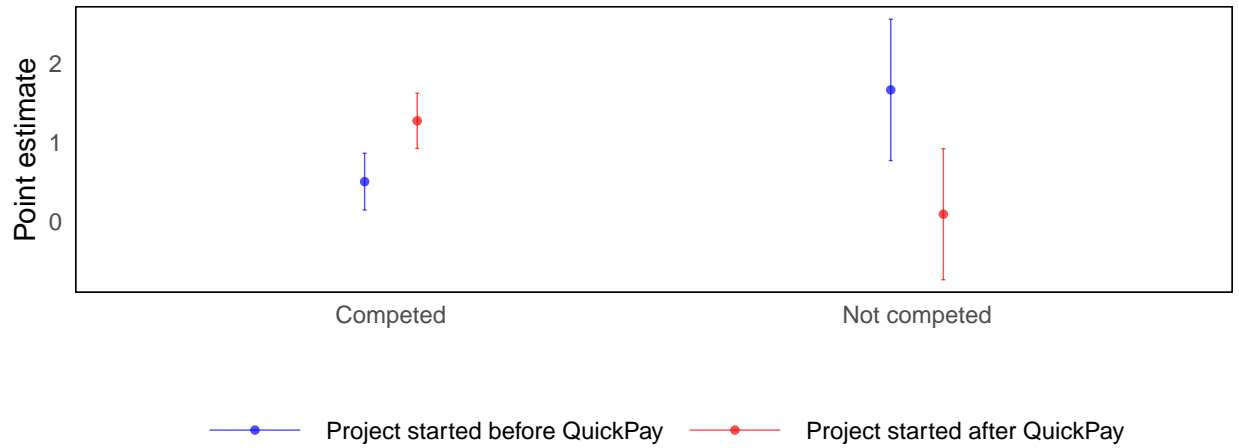 Point estimate
2
1
0
Competed Not competed
Project started before QuickPay Project started after QuickPay